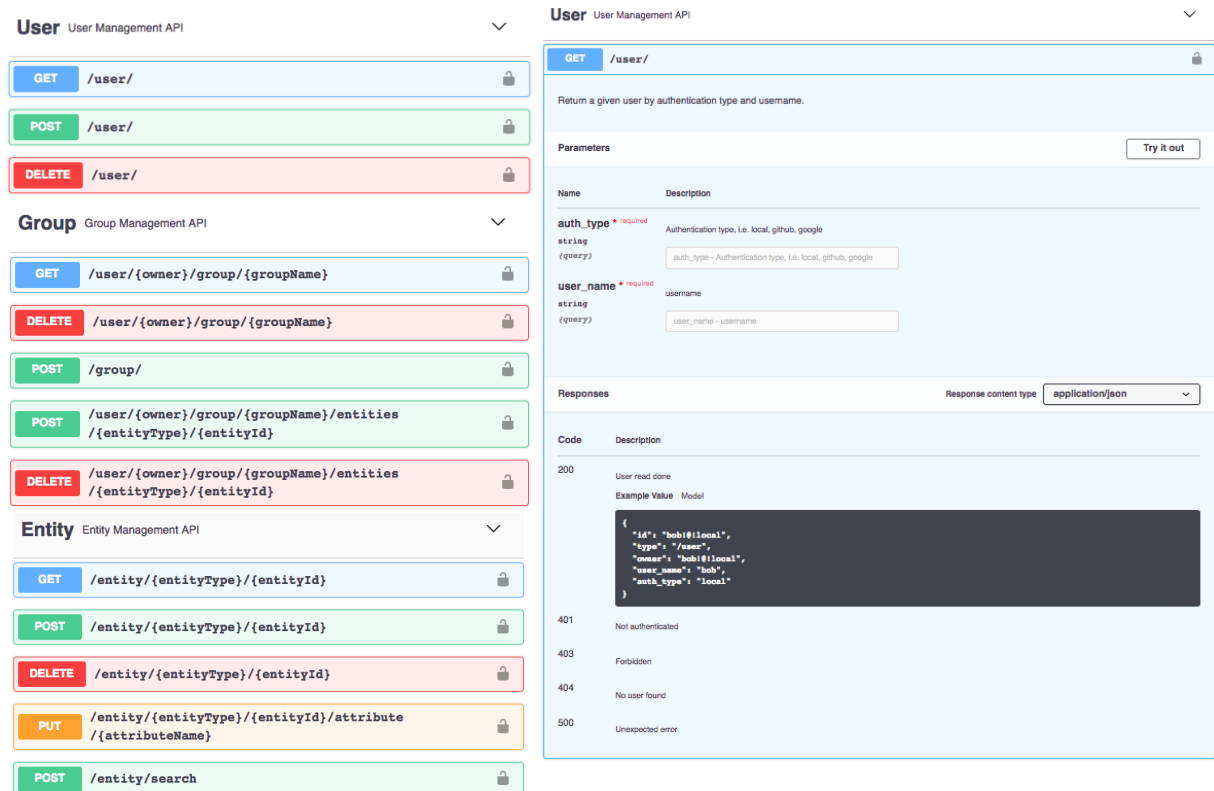 User User Management API
GET /user/
POST /user/
DELETE /user/
Group Group Management API
GET /user/{owner}/group/{groupName}
DELETE /user/{owner}/group/{groupName}
POST /group/
POST /user/{owner}/group/{groupName}/entities
/{entityType}/{entityId}
DELETE /user/{owner}/group/{groupName}/entities
/{entityType}/{entityId}
Entity Entity Management API
GET /entity/{entityType}/{entityId}
POST /entity/{entityType}/{entityId}
DELETE /entity/{entityType}/{entityId}
PUT /entity/{entityType}/{entityId}/attribute
/{attributeName}
POST /entity/search
User User Management API
GET /user/
Return a given user by authentication type and username.
Parameters Try it out
Name Description
auth_type * required Authentication type, i.e. local, github, google
string
(query) auth_type - Authentication type, i.e. local, github, google
user_name * required username
string
(query) user_name - username
Responses Response content type application/json
Code Description
200 User read done
Example Value Model
{
"id": "bob|@|local",
"type": "/user",
"owner": "bob|@|local",
"user_name": "bob",
"auth_type": "local"
}
401 Not authenticated
403 Forbidden
404 No user found
500 Unexpected error